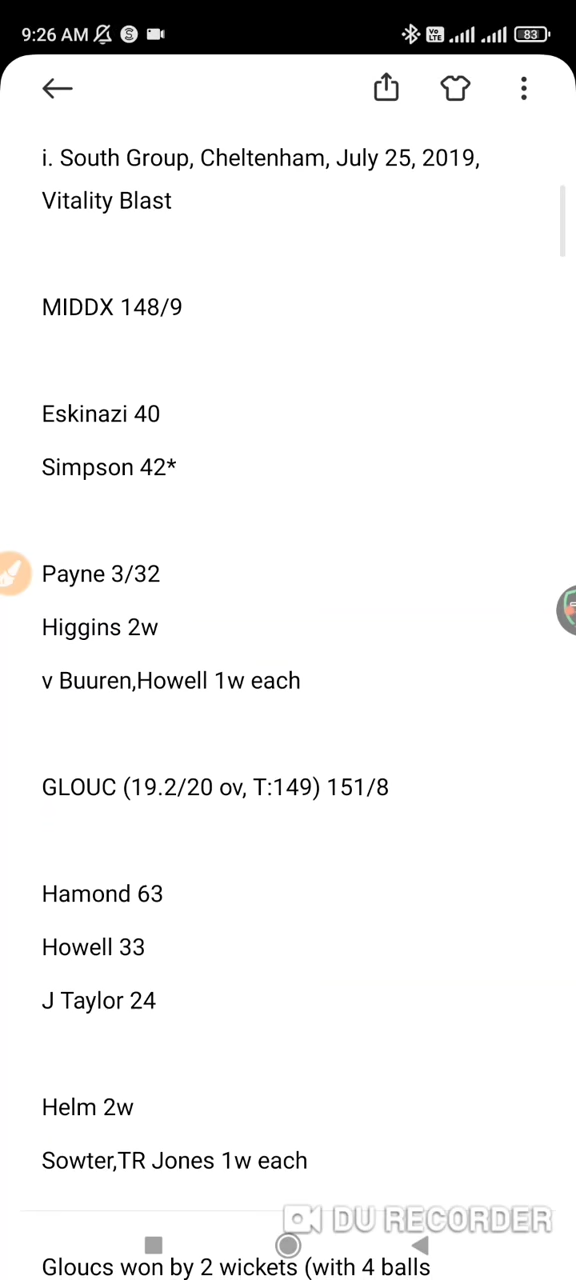 9:26 AM
Vo LTE
83
i. South Group, Cheltenham, July 25, 2019,
Vitality Blast
MIDDX 148/9
Eskinazi 40
Simpson 42*
Payne 3/32
Higgins 2w
v Buuren,Howell 1w each
GLOUC (19.2/20 ov, T:149) 151/8
Hamond 63
Howell 33
J Taylor 24
Helm 2w
Sowter,TR Jones 1w each
DU RECORDER
Gloucs won by 2 wickets (with 4 balls